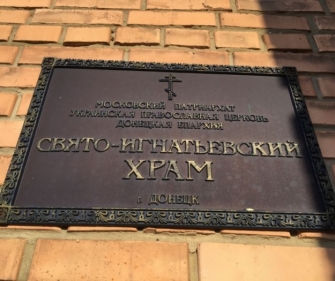 МОСКОВСКИЙ ПАТРИАРХАТ
УКРАИНСКАЯ ПРАВОСЛАВНАЯ ЦЕРКОВЬ
ДОНЕЦКАЯ ЕПАРХИЯ
СВЯТО-ИГНАТЬЕВСКИЙ
ХРАМ
г. ДОНЕЦК